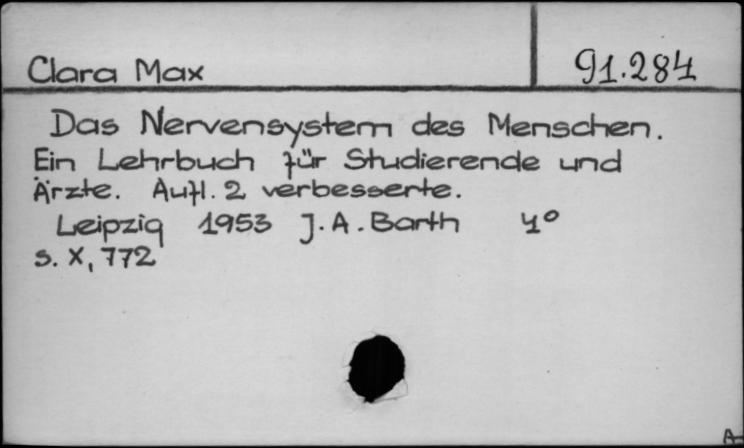 Clara Max
91.284
Das Nervensystem des Menschen.
Ein Lehrbuch für Studierende und
Ärzte. Aufl. 2 verbesserte.
Leipzig 1953 J.A. Barth 4°
s. X, 772
A